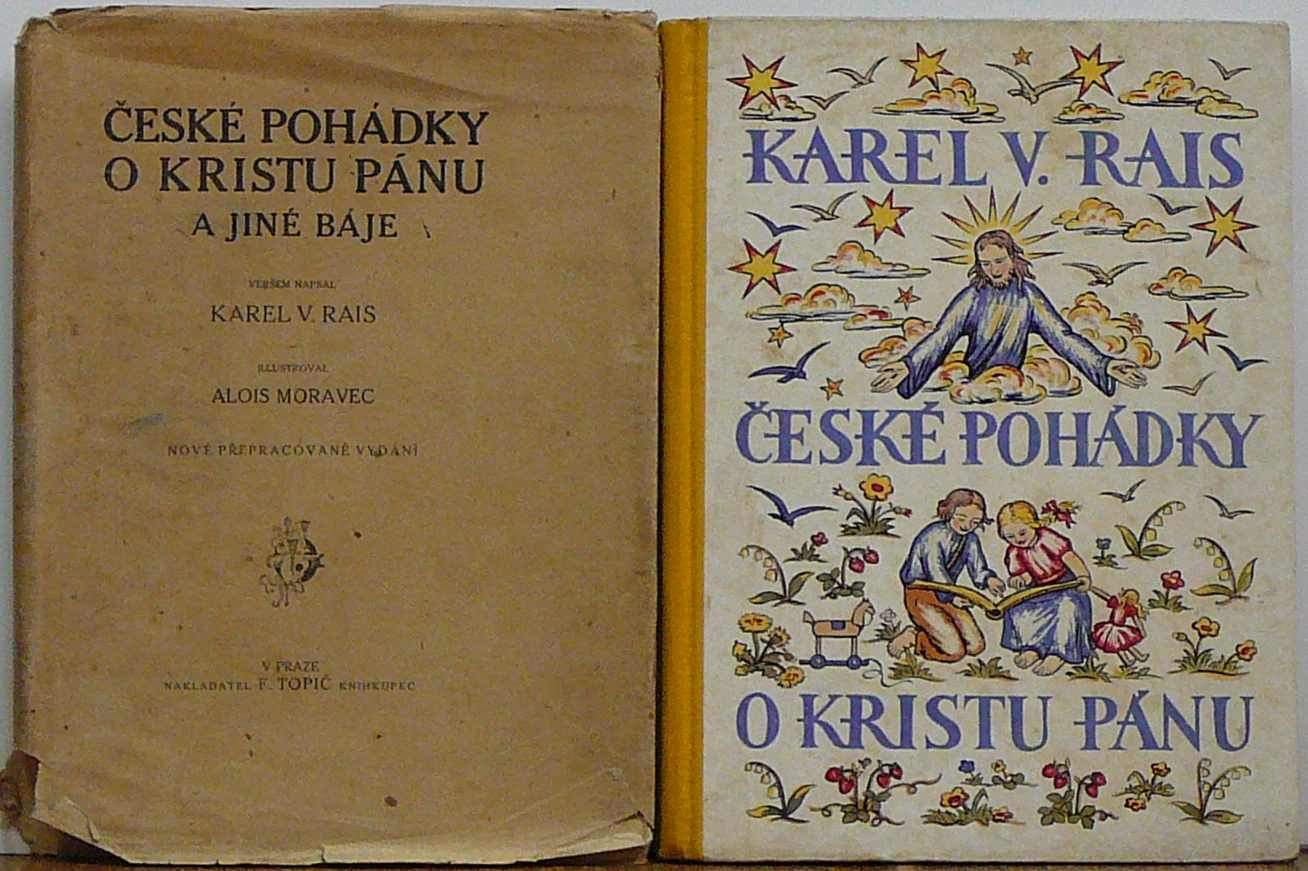 ČESKÉ POHÁDKY
O KRISTU PÁNU
A JINÉ BÁJE
VERŠEM NAPSAL
KAREL V. RAIS
ILLUSTROVAL
ALOIS MORAVEC
NOVÉ PŘEPRACOVANÉ VYDÁNÍ
V PRAZE
NAKLADATEL F. TOPIČ KNIHKUPEC
KAREL V. RAIS
ČESKÉ POHÁDKY
O KRISTU PÁNU